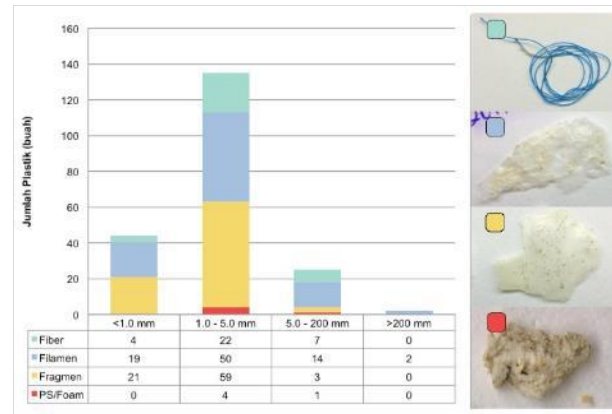 160
140
120
100
80
60
40
20
0
Jumlah Plastik (buah)
<1.0 mm 1.0 - 5.0 mm 5.0 - 200 mm >200 mm
Fiber 4 22 7 0
Filamen 19 50 14 2
Fragmen 21 59 3 0
PS/Foam 0 4 1 0